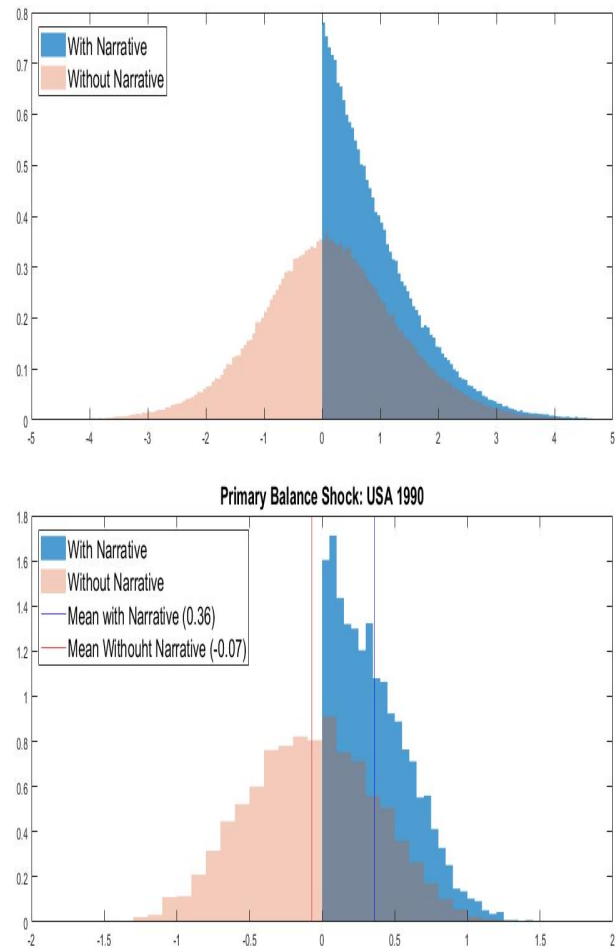 0.8
0.7
0.6
0.5
0.4
0.3
0.2
0.1
0
With Narrative
Without Narrative
-5 -4 -3 -2 -1 0 1 2 3 4 5
Primary Balance Shock: USA 1990
1.8
1.6
1.4
1.2
1
0.8
0.6
0.4
0.2
0
With Narrative
Without Narrative
Mean with Narrative (0.36)
Mean Withouht Narrative (-0.07)
-2 -1.5 -1 -0.5 0 0.5 1 1.5 2